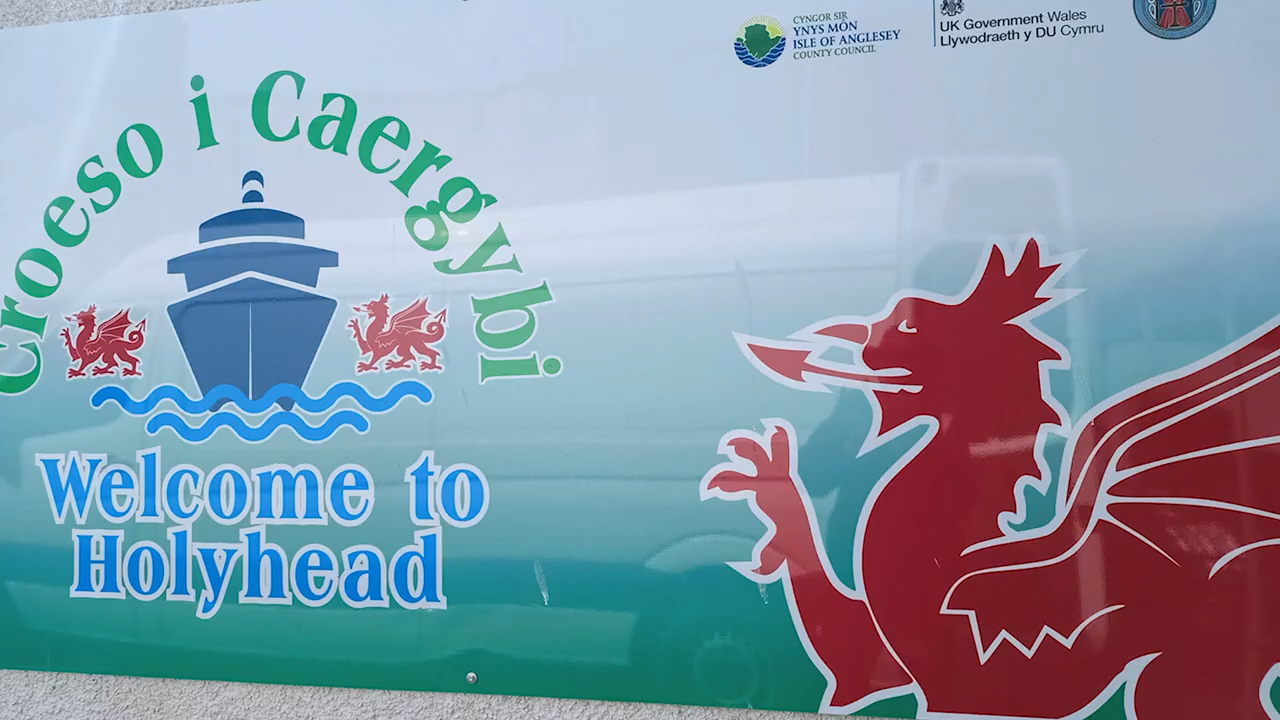 Croeso i Caergybi
Welcome to
Holyhead
CYNGOR SIR
YNYS MÔN
ISLE OF ANGLESEY
COUNTY COUNCIL
UK Government Wales
Llywodraeth y DU Cymru